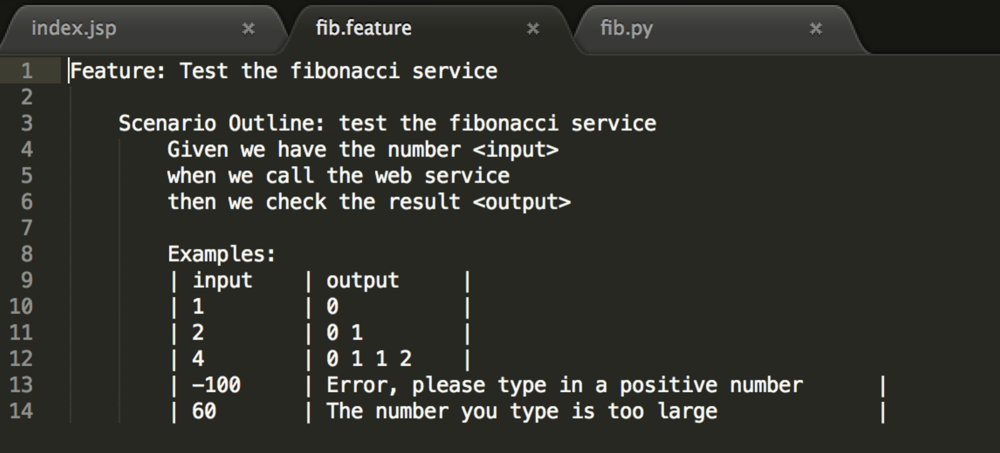 index.jsp × fib.feature × fib.py ×
1 Feature: Test the fibonacci service
2
3 Scenario Outline: test the fibonacci service
4 Given we have the number <input>
5 when we call the web service
6 then we check the result <output>
7
8 Examples:
9 | input | output |
10 | 1 | 0 |
11 | 2 | 0 1 |
12 | 4 | 0 1 1 2 |
13 | -100 | Error, please type in a positive number |
14 | 60 | The number you type is too large |